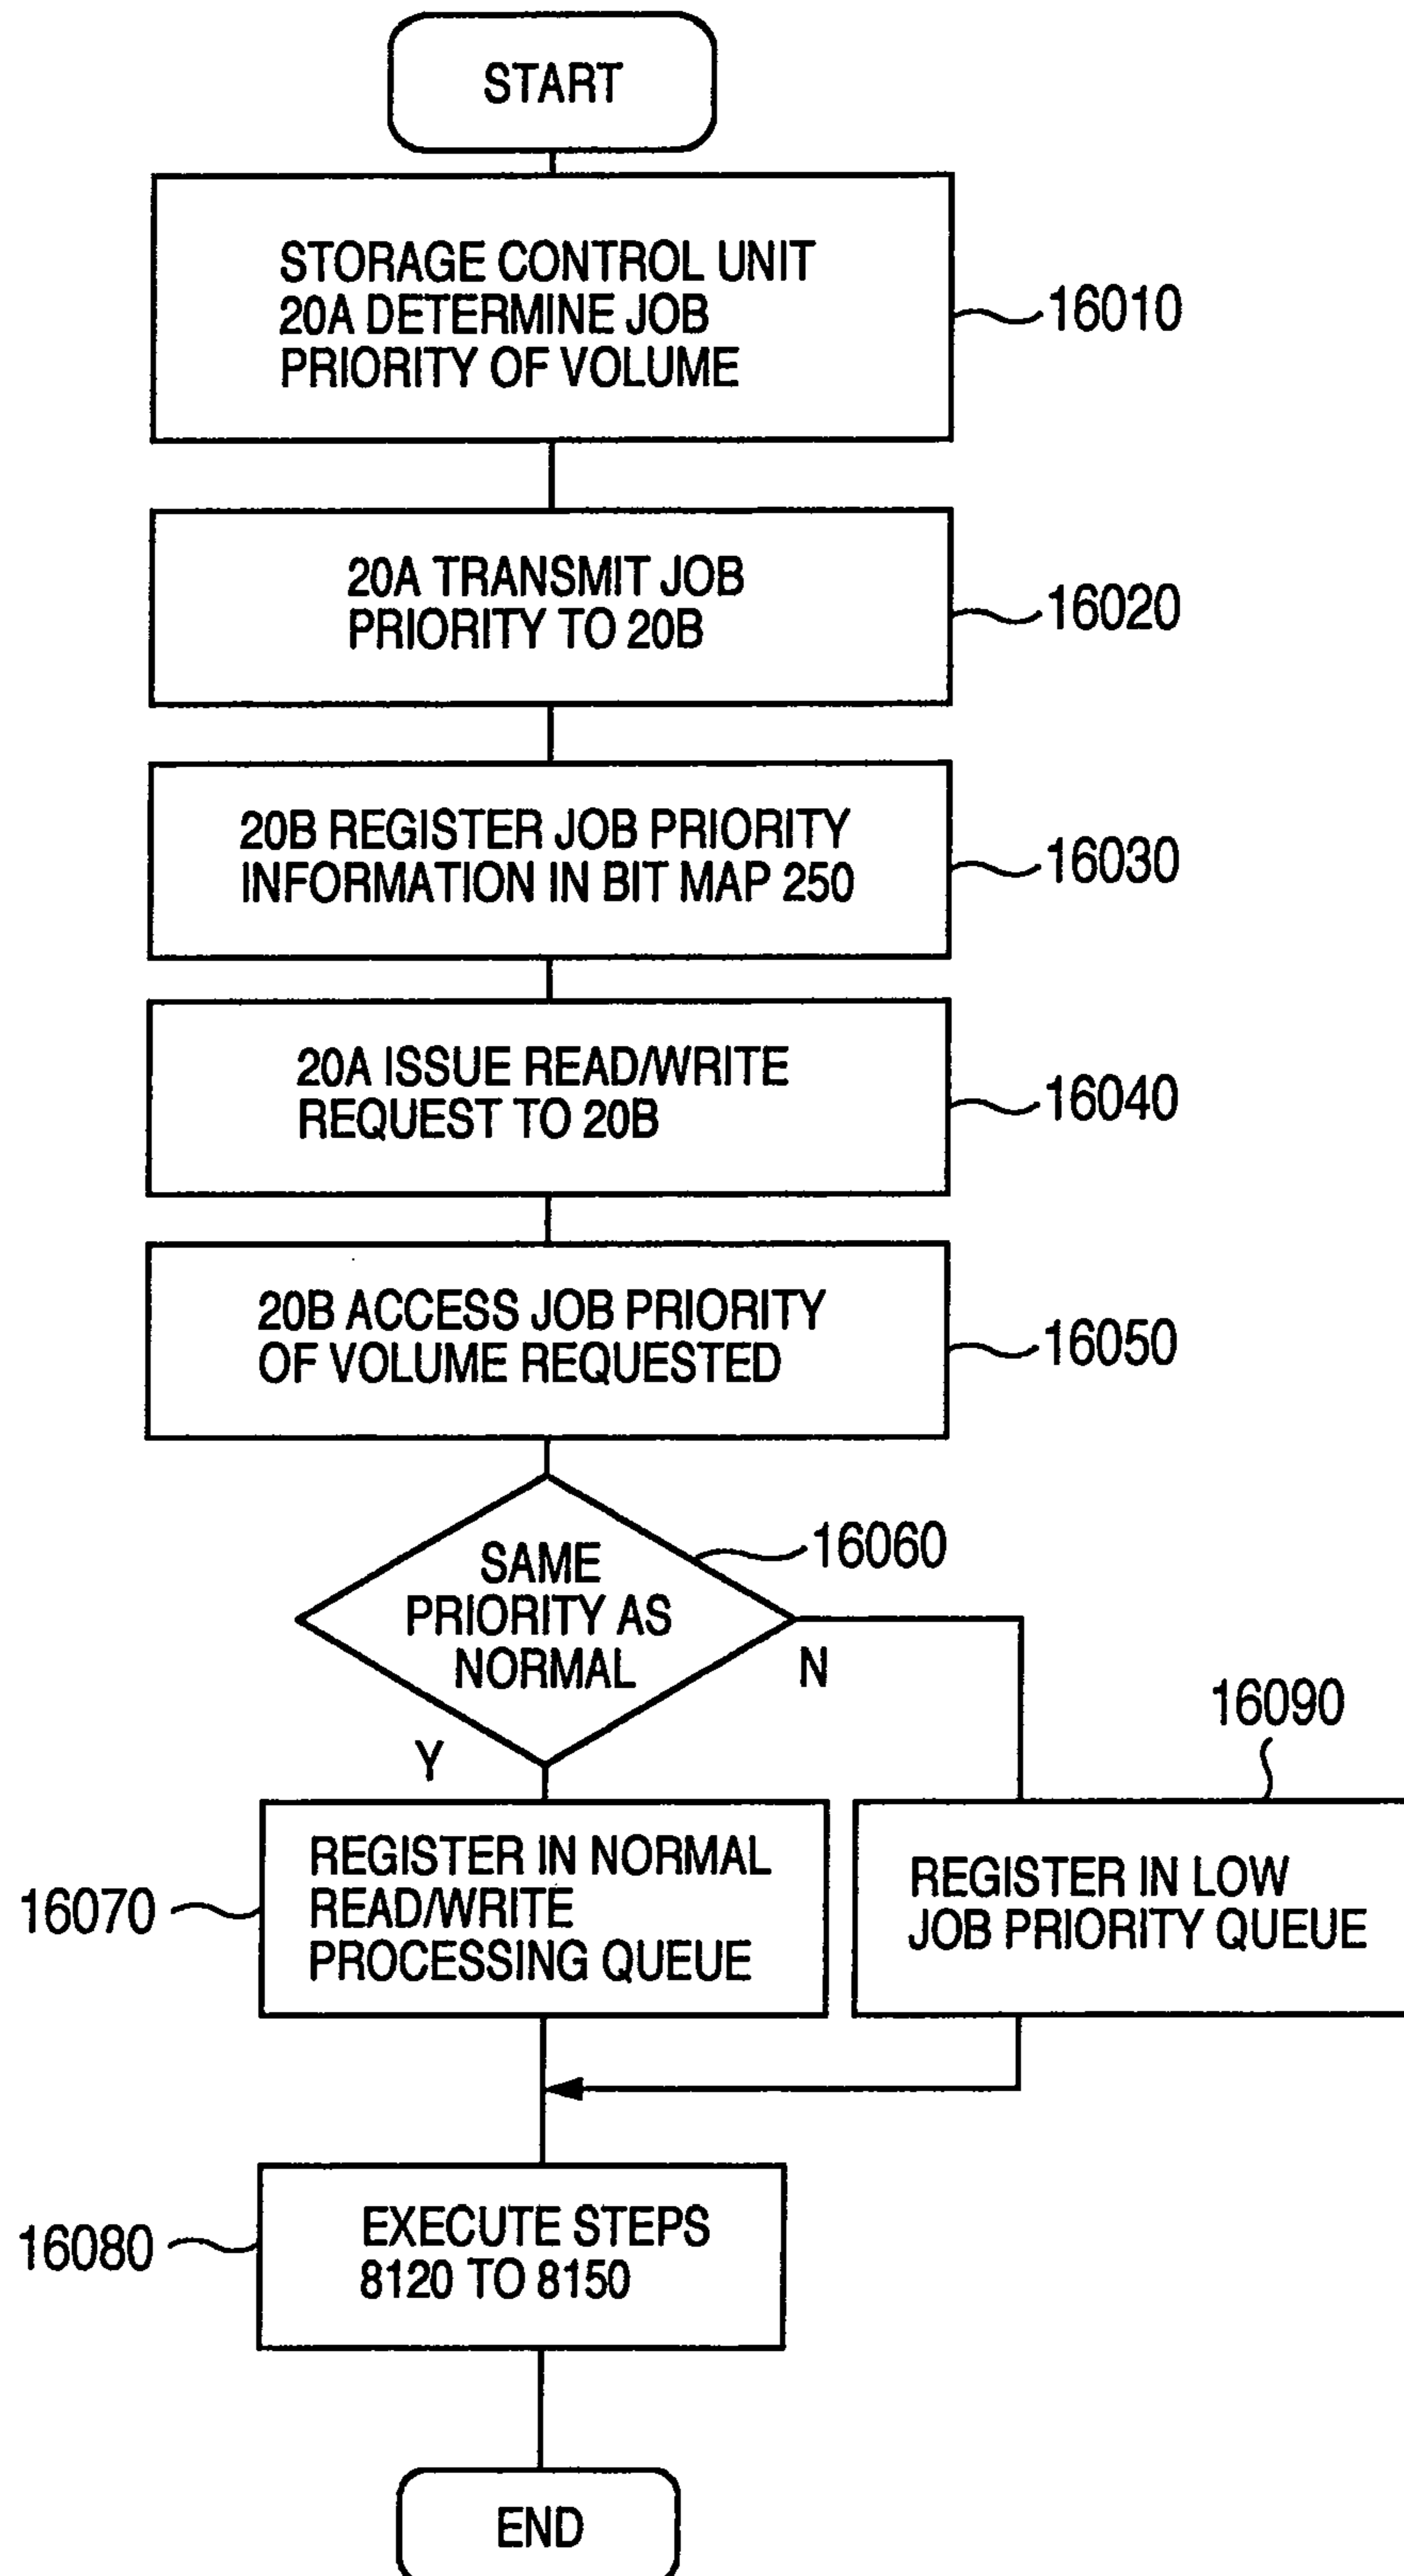 START
STORAGE CONTROL UNIT
20A DETERMINE JOB
PRIORITY OF VOLUME
16010
20A TRANSMIT JOB
PRIORITY TO 20B
16020
20B REGISTER JOB PRIORITY
INFORMATION IN BIT MAP 250
16030
20A ISSUE READ/WRITE
REQUEST TO 20B
16040
20B ACCESS JOB PRIORITY
OF VOLUME REQUESTED
16050
SAME
PRIORITY AS
NORMAL
16060
N
Y
16090
REGISTER IN NORMAL
READ/WRITE
PROCESSING QUEUE
16070
REGISTER IN LOW
JOB PRIORITY QUEUE
EXECUTE STEPS
8120 TO 8150
16080
END